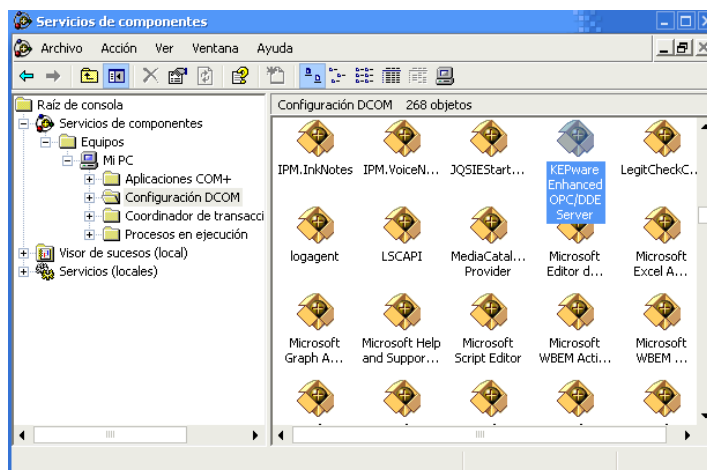 Servicios de componentes
Archivo Acción Ver Ventana Ayuda
Raíz de consola
Servicios de componentes
Equipos
Mi PC
Aplicaciones COM+
Configuración DCOM
Coordinador de transacci
Procesos en ejecución
Visor de sucesos (local)
Servicios (locales)
Configuración DCOM 268 objetos
IPM.InkNotes IPM.VoiceN... JQSIEStart... KEPware LegitCheckC..
Enhanced
OPC/DDE
Server
logagent LSCAPI MediaCatal... Microsoft Microsoft
Provider Editor d... Excel A...
Microsoft Microsoft Help Microsoft Microsoft Microsoft
Graph A... and Suppor... Script Editor WBEM Acti... WBEM ...